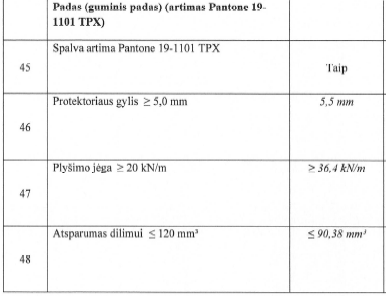 Padas (guminis padas) (artimas Pantone 19-
1101 TPX)
45 Spalva artima Pantone 19-1101 TPX Taip
46 Protektoriaus gylis ≥ 5,0 mm 5,5 mm
47 Plyšimo jėga ≥ 20 kN/m ≥ 36,4 kN/m
48 Atsparumas dilimui ≤ 120 mm³ ≤ 90,38 mm³